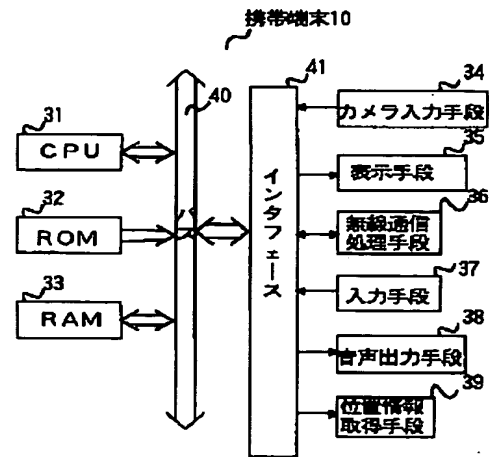 携帯端末10
31
CPU
32
ROM
33
RAM
40
バス
41
インタフェース
34
カメラ入力手段
35
表示手段
36
無線通信
処理手段
37
入力手段
38
音声出力手段
39
位置情報
取得手段